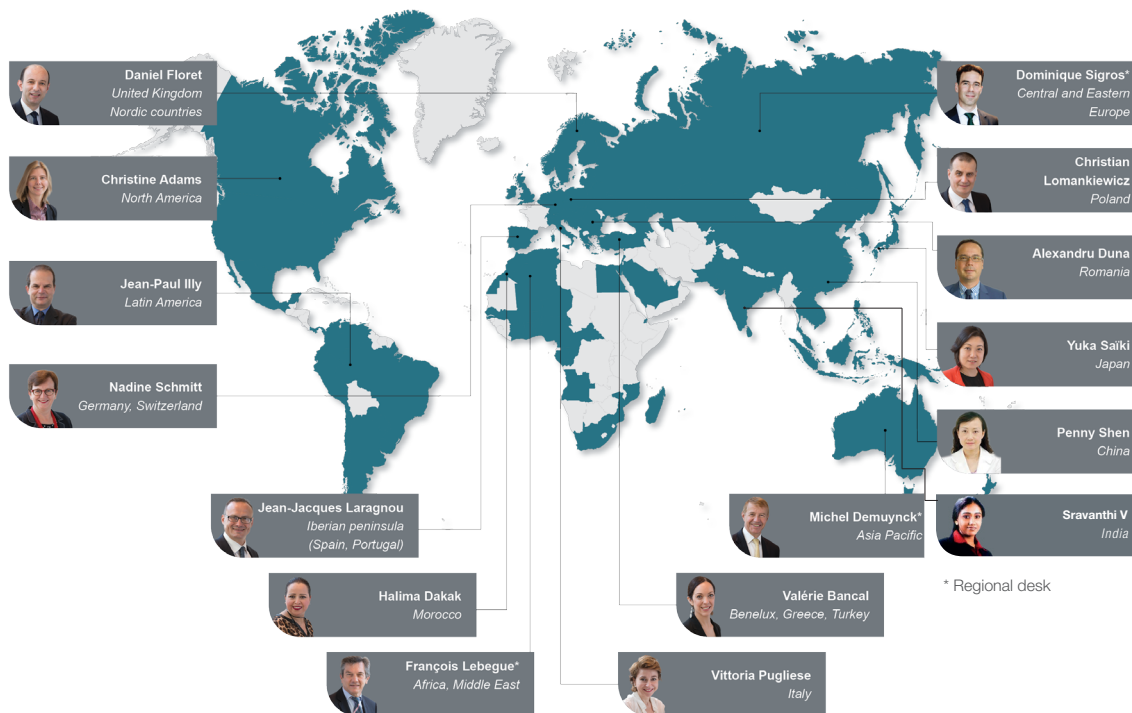 Daniel Floret
United Kingdom
Nordic countries
Christine Adams
North America
Jean-Paul Illy
Latin America
Nadine Schmitt
Germany, Switzerland
Dominique Sigros*
Central and Eastern
Europe
Christian
Lomankiewicz
Poland
Alexandru Duna
Romania
Yuka Saïki
Japan
Penny Shen
China
Jean-Jacques Laragnou
Iberian peninsula
(Spain, Portugal)
Michel Demuynck*
Asia Pacific
Sravanthi V
India
Halima Dakak
Morocco
Valérie Bancal
Benelux, Greece, Turkey
* Regional desk
François Lebegue*
Africa, Middle East
Vittoria Pugliese
Italy